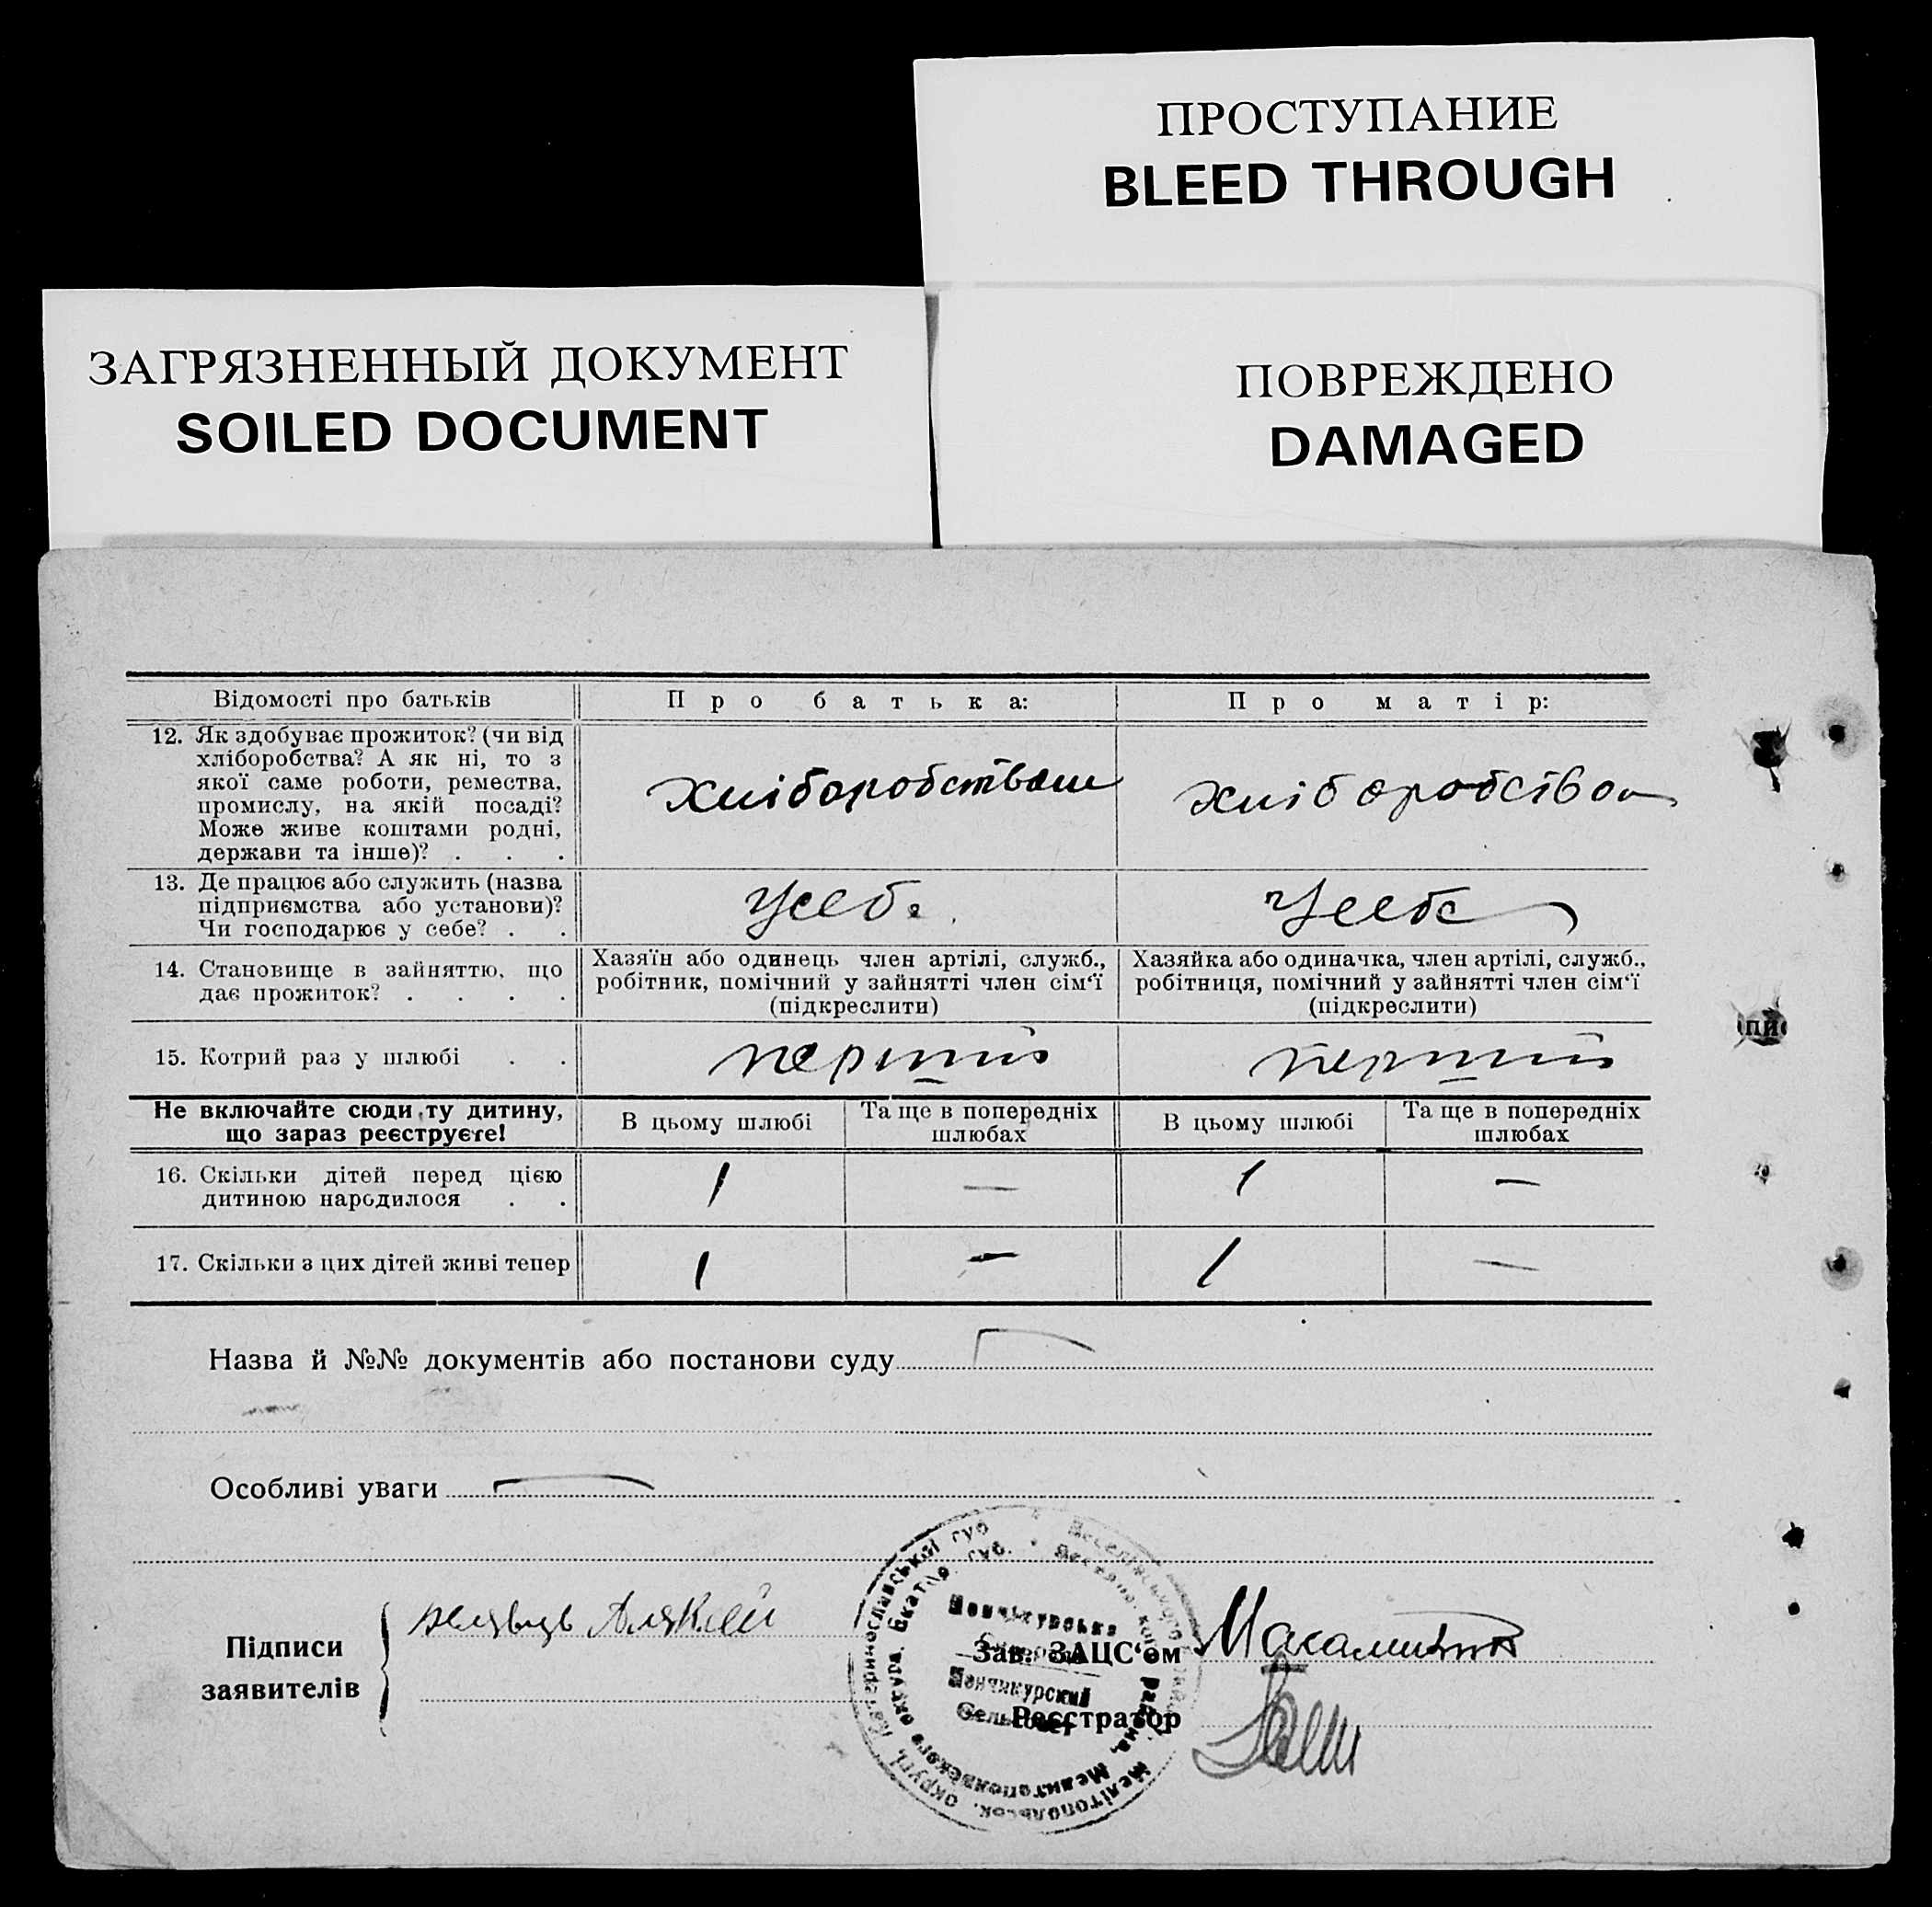 ПРОСТУПАНИЕ
BLEED THROUGH
ЗАГРЯЗНЕННЫЙ ДОКУМЕНТ
SOILED DOCUMENT
ПОВРЕЖДЕНО
DAMAGED
Відомості про батьків
Про батька:
Про матір:
12. Як здобуває прожиток? (чи від
хліборобства? А як ні, то з
якої саме роботи, ремества,
промислу, на якій посаді?
Може живе коштами родні,
держави та інше)? . . .
хліборобством
хліборобством
13. Де працює або служить (назва
підприємства або установи)?
Чи господарює у себе? . .
У себе
У себе
14. Становище в зайняттю, що
дає прожиток? . . . .
Хазяїн або одинець член артілі, служб.,
робітник, помічний у зайнятті член сім‘ї
(підкреслити)
Хазяйка або одиначка, член артілі, служб.,
робітниця, помічний у зайнятті член сім‘ї
(підкреслити)
15. Котрий раз у шлюбі . .
перший
перший
Не включайте сюди ту дитину,
що зараз реєструєте!
В цьому шлюбі
Та ще в попередніх
шлюбах
В цьому шлюбі
Та ще в попередніх
шлюбах
16. Скільки дітей перед цією
дитиною народилося . .
1 — 1 —
17. Скільки з цих дітей живі тепер
1 — 1 —
Назва й №№ документів або постанови суду
Особливі уваги
Підписи
заявителів
Зав. ЗАЦС‘ом
Реєстратор
Менчикурський